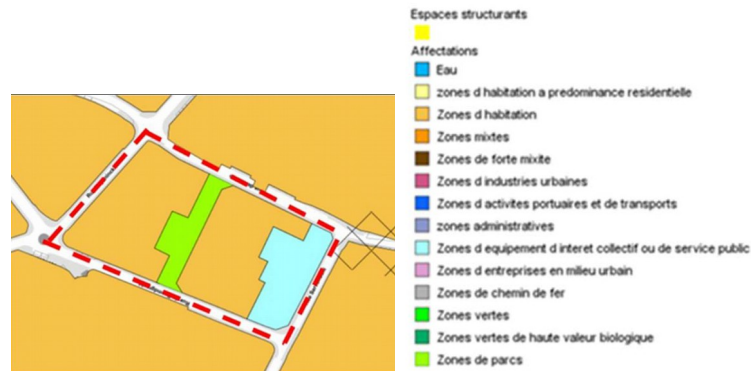 Espaces structurants
Affectations
Eau
zones d habitation a predominance residentielle
Zones d habitation
Zones mixtes
Zones de forte mixite
Zones d industries urbaines
Zones d activites portuaires et de transports
zones administratives
Zones d equipement d interet collectif ou de service public
Zones d entreprises en milieu urbain
Zones de chemin de fer
Zones vertes
Zones vertes de haute valeur biologique
Zones de parcs